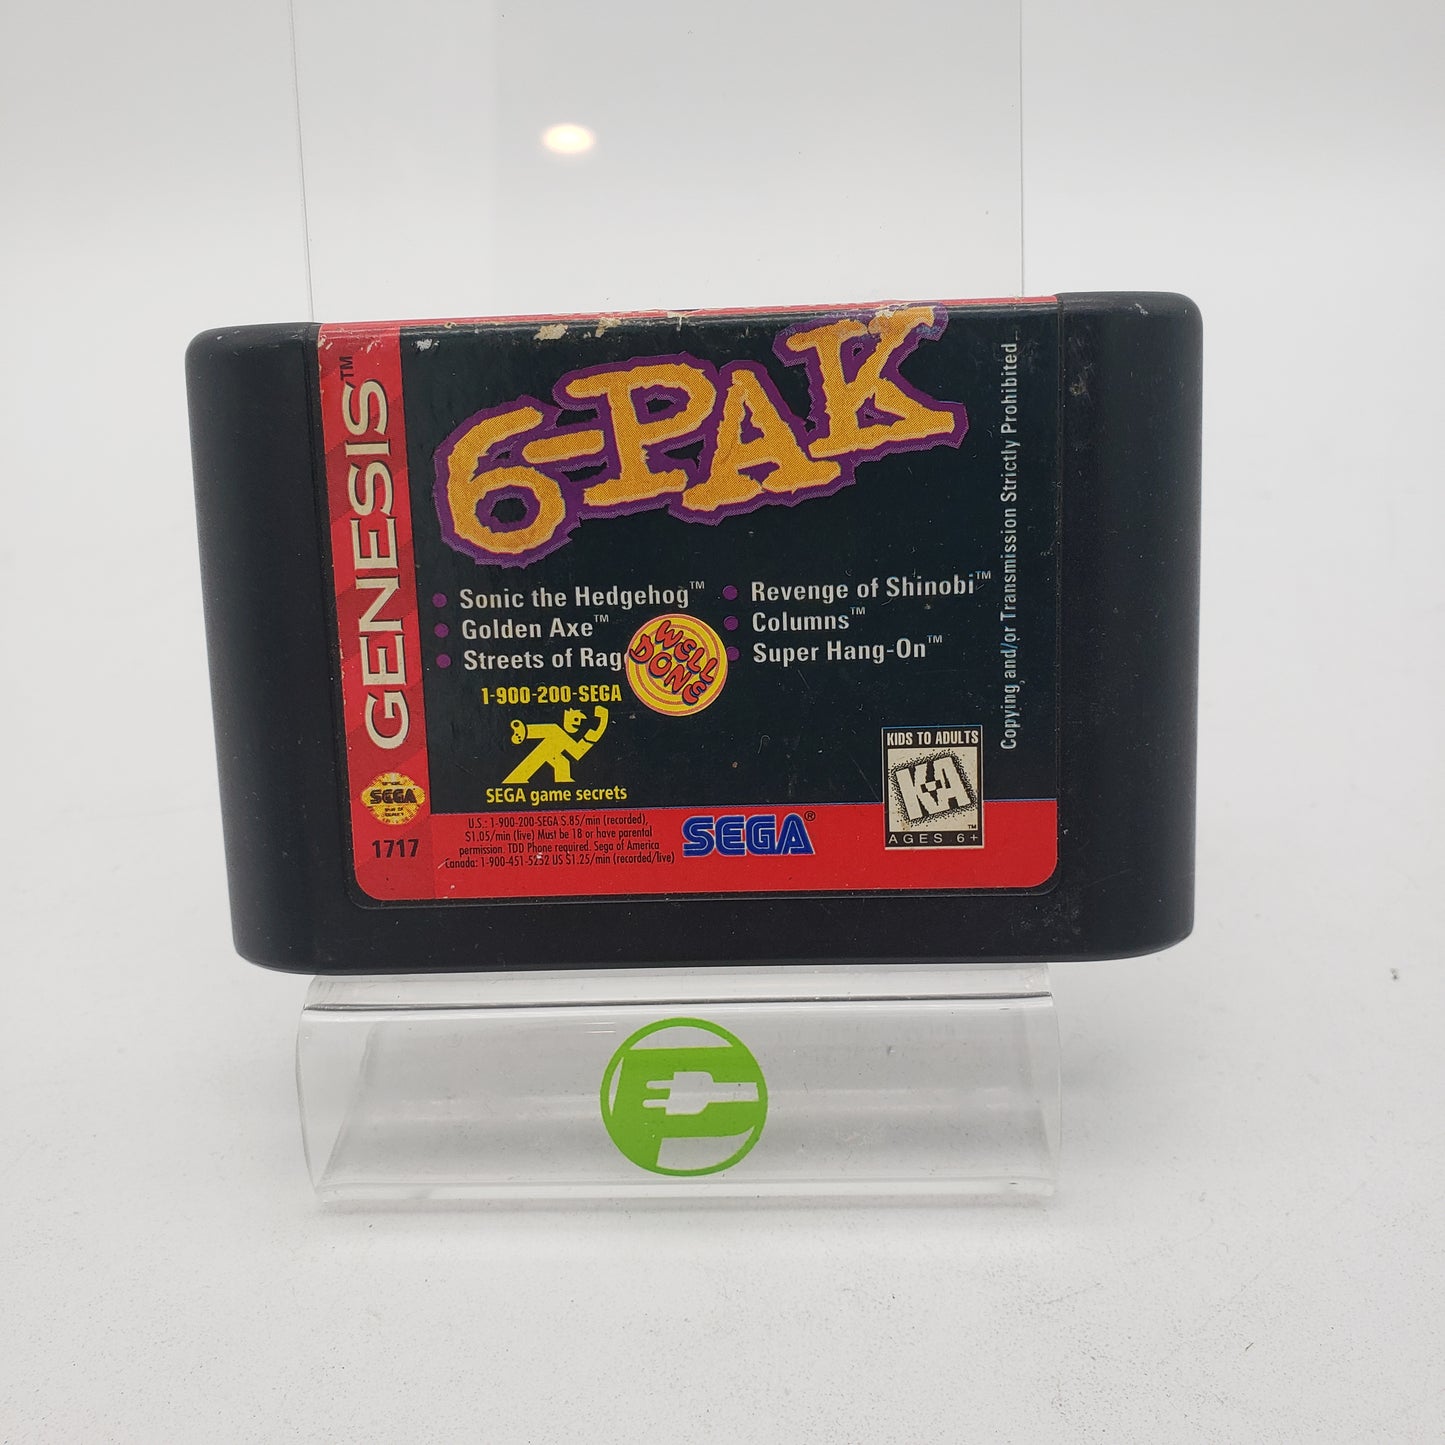 GENESIS™
6-PAK
• Sonic the Hedgehog™
• Golden Axe™
• Streets of Rag
• Revenge of Shinobi™
• Columns™
• Super Hang-On™
WELL
DONE
1-900-200-SEGA
SEGA game secrets
Copying and/or Transmission Strictly Prohibited
KIDS TO ADULTS
K-A
™
AGES 6+
SEGA
1717
U.S.: 1-900-200-SEGA $.85/min (recorded),
$1.05/min (live) Must be 18 or have parental
permission. TDD Phone required. Sega of America
Canada: 1-900-451-5252 US $1.25/min (recorded/live)
SEGA®